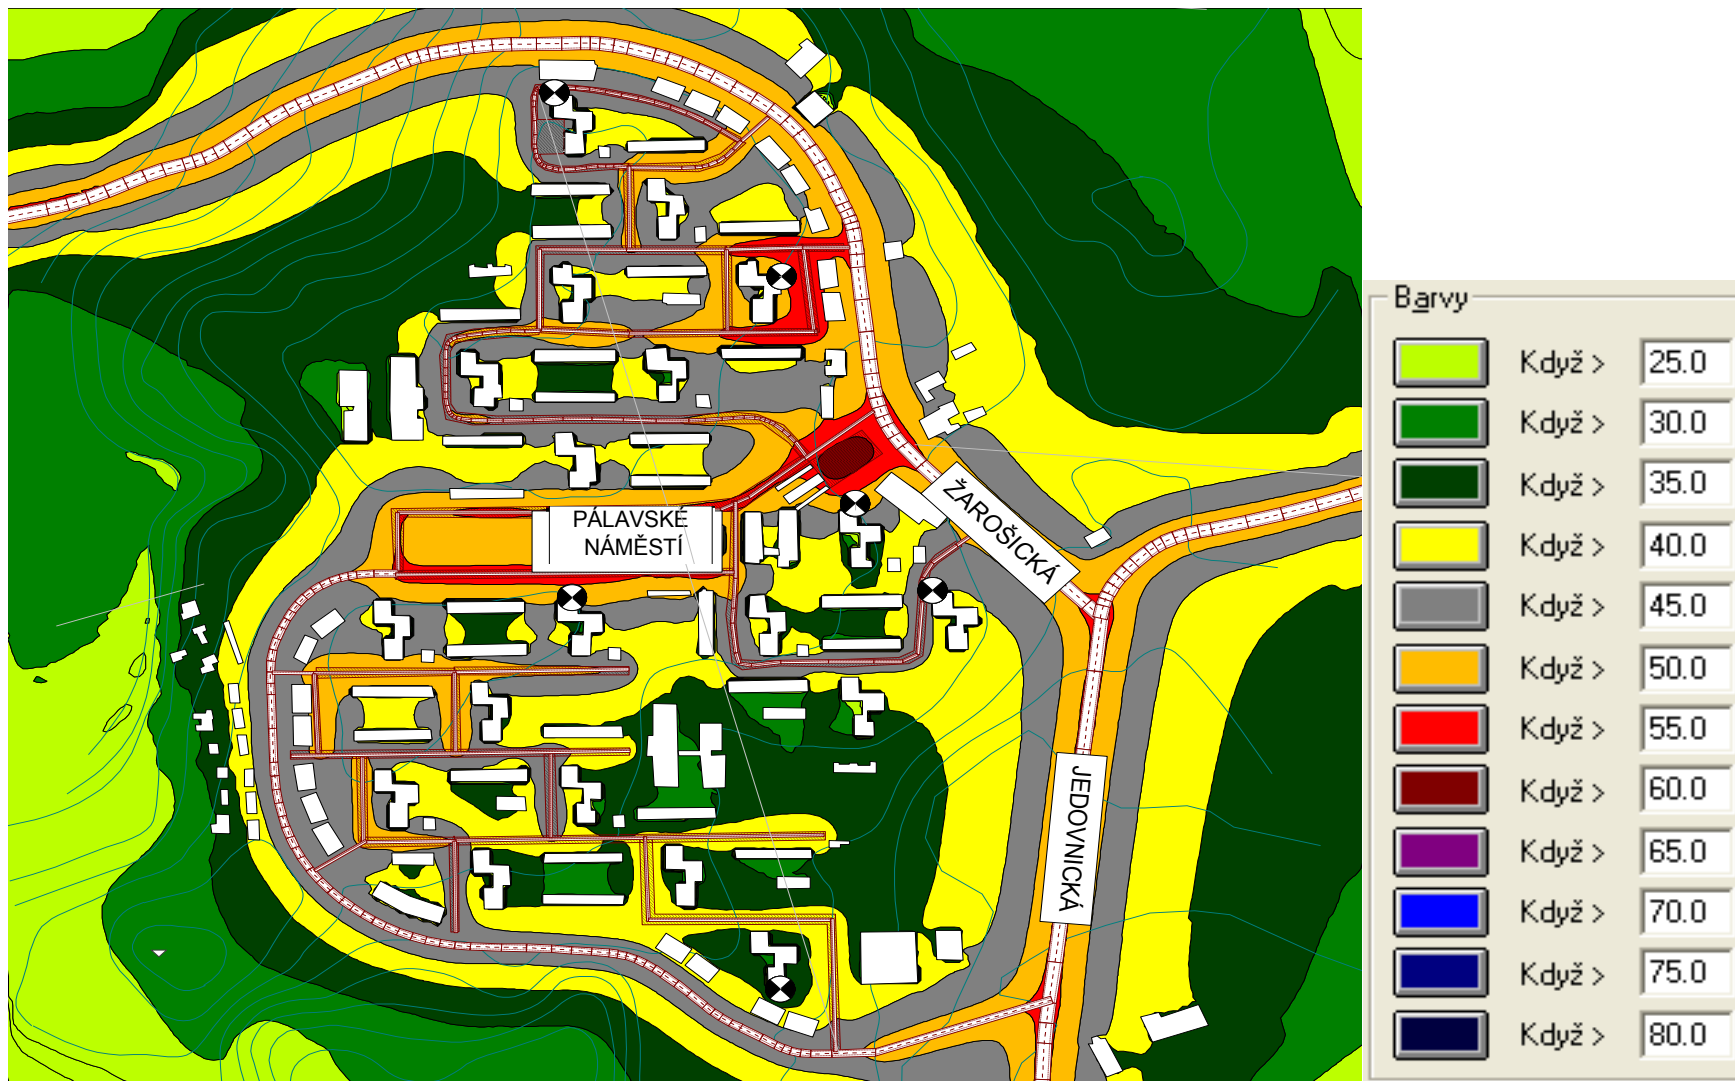 PÁLAVSKÉ
NÁMĚSTÍ
ŽAROŠICKÁ
JEDOVNICKÁ
Barvy
Když > 25.0
Když > 30.0
Když > 35.0
Když > 40.0
Když > 45.0
Když > 50.0
Když > 55.0
Když > 60.0
Když > 65.0
Když > 70.0
Když > 75.0
Když > 80.0